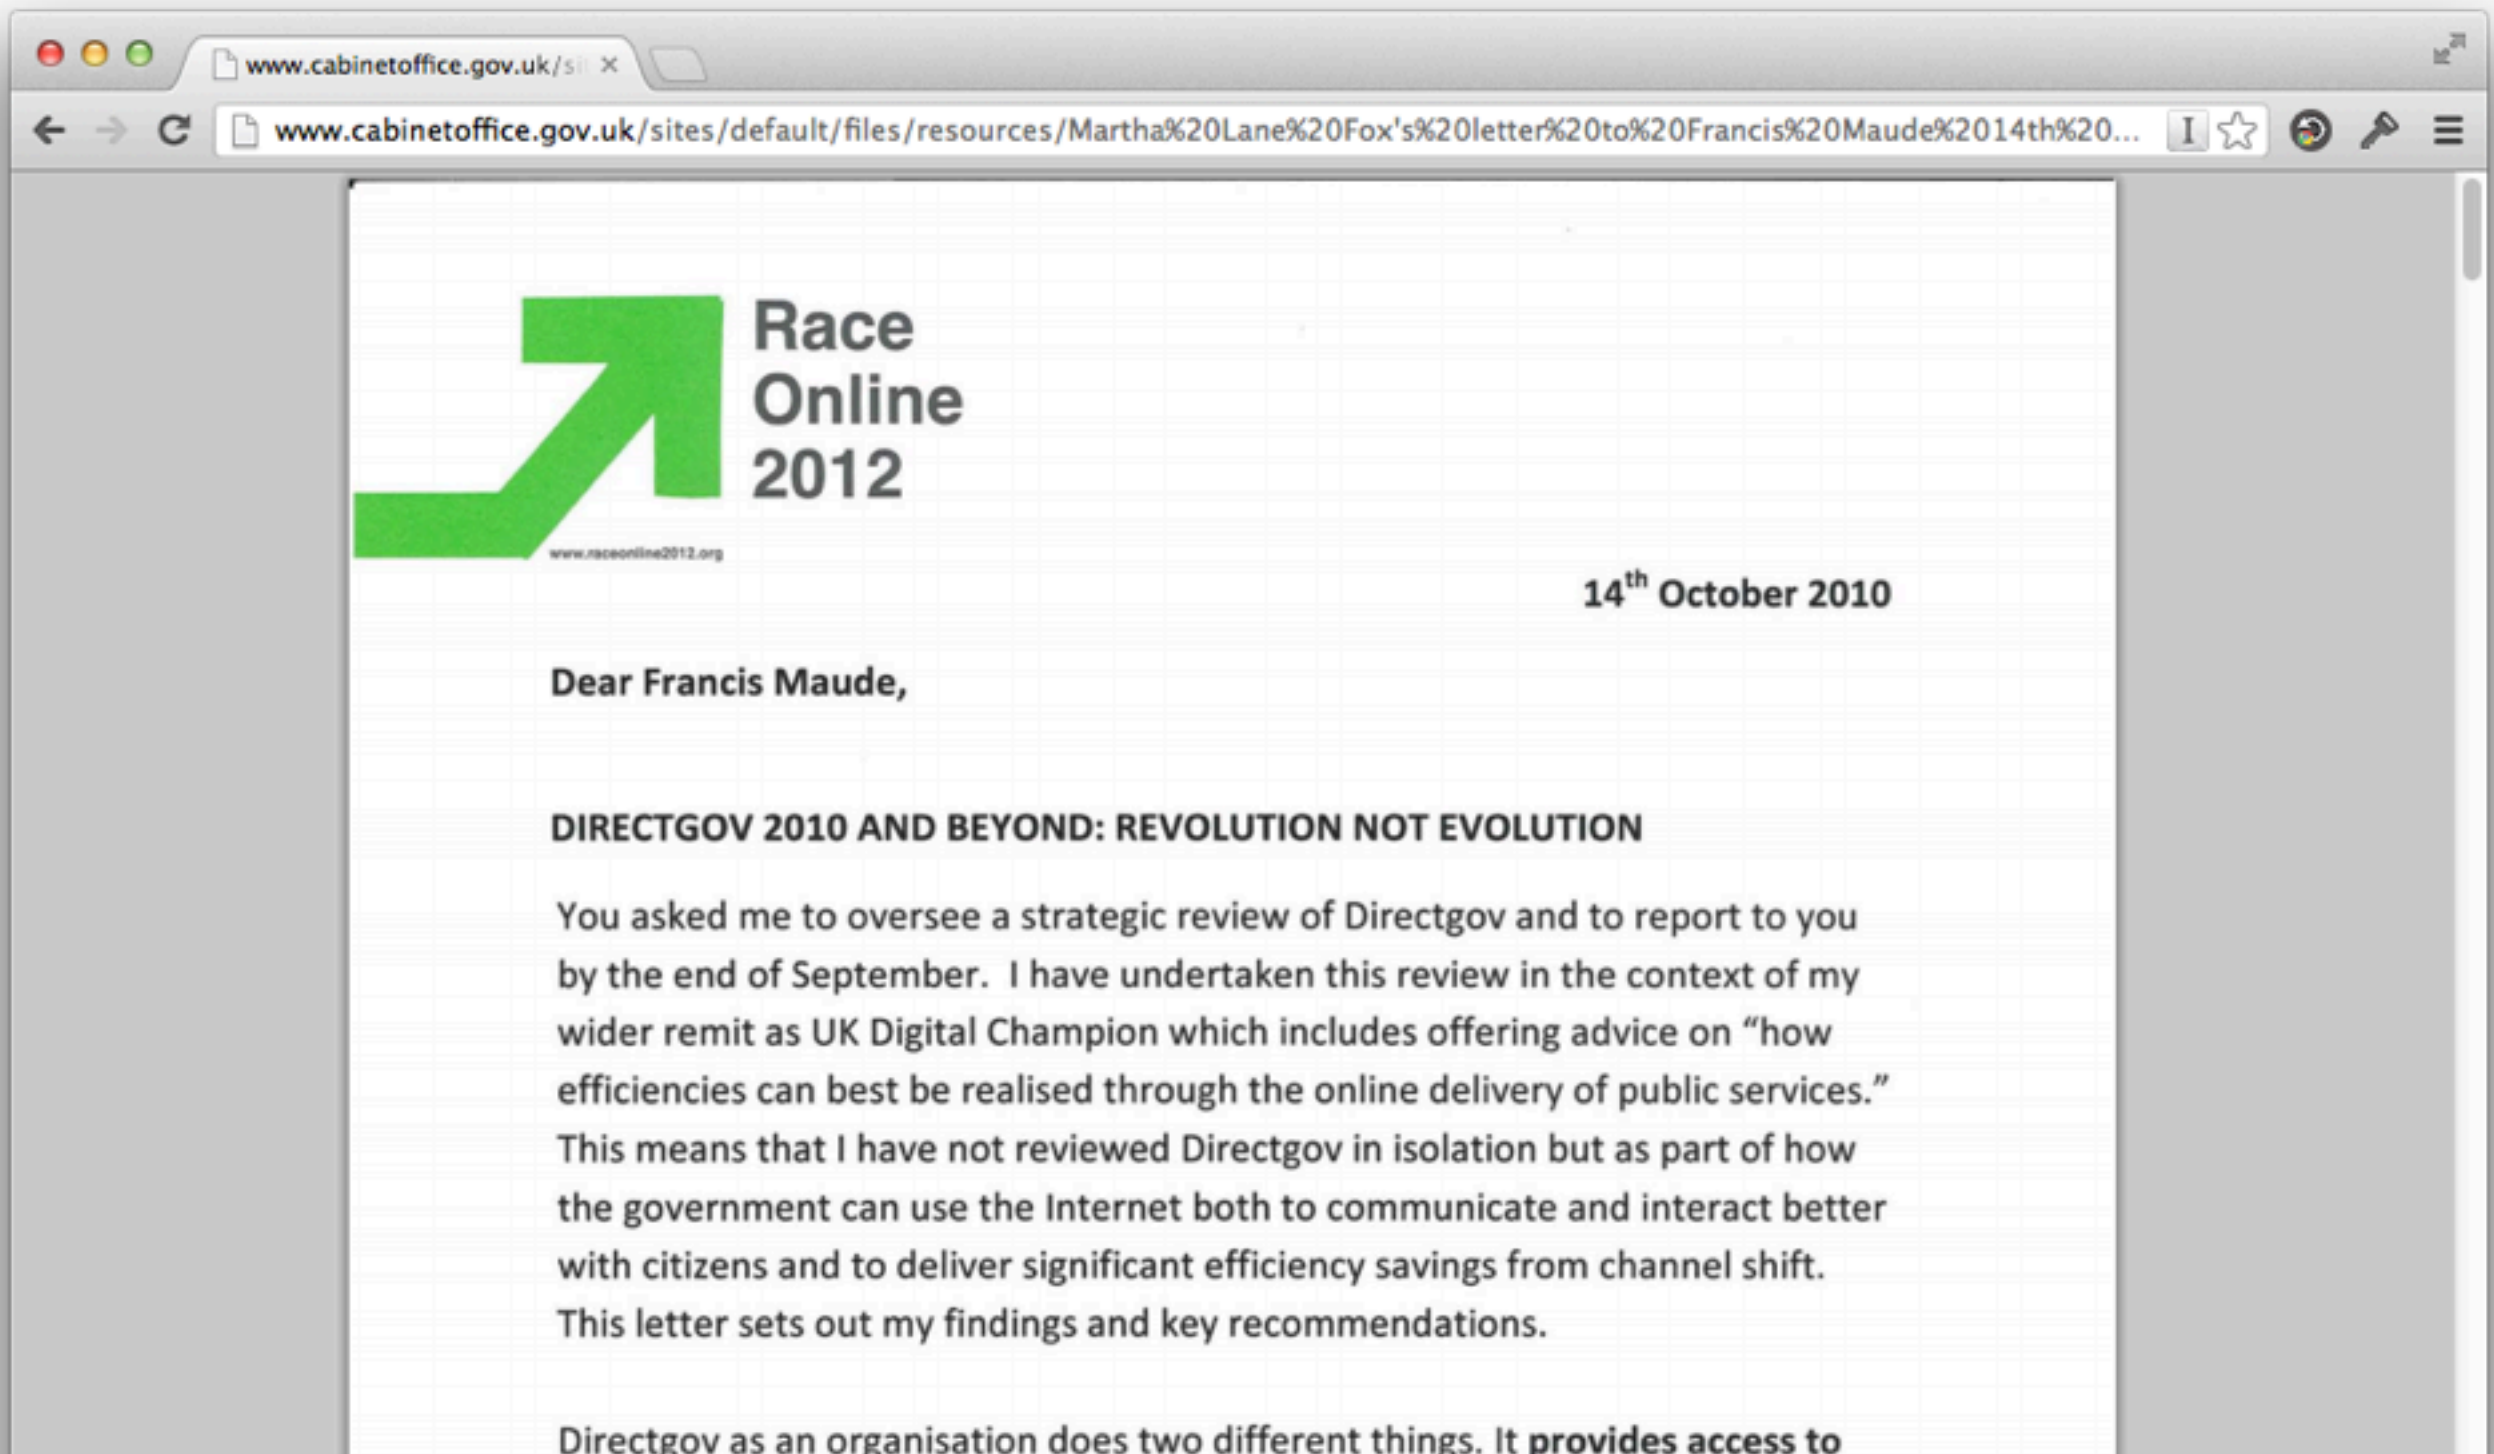 www.cabinetoffice.gov.uk/si
www.cabinetoffice.gov.uk/sites/default/files/resources/Martha%20Lane%20Fox's%20letter%20to%20Francis%20Maude%2014th%20...
Race
Online
2012
www.raceonline2012.org
14th October 2010
Dear Francis Maude,
DIRECTGOV 2010 AND BEYOND: REVOLUTION NOT EVOLUTION
You asked me to oversee a strategic review of Directgov and to report to you
by the end of September.  I have undertaken this review in the context of my
wider remit as UK Digital Champion which includes offering advice on “how
efficiencies can best be realised through the online delivery of public services.”
This means that I have not reviewed Directgov in isolation but as part of how
the government can use the Internet both to communicate and interact better
with citizens and to deliver significant efficiency savings from channel shift.
This letter sets out my findings and key recommendations.
Directgov as an organisation does two different things. It provides access to